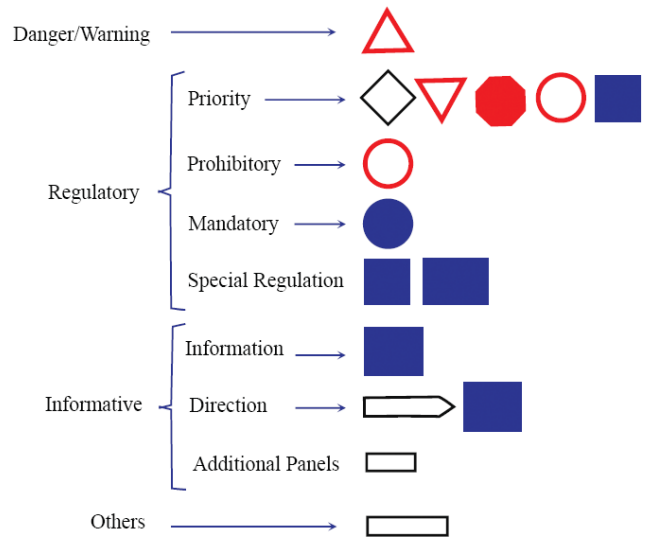 Danger/Warning
Priority
Prohibitory
Regulatory
Mandatory
Special Regulation
Information
Informative
Direction
Additional Panels
Others